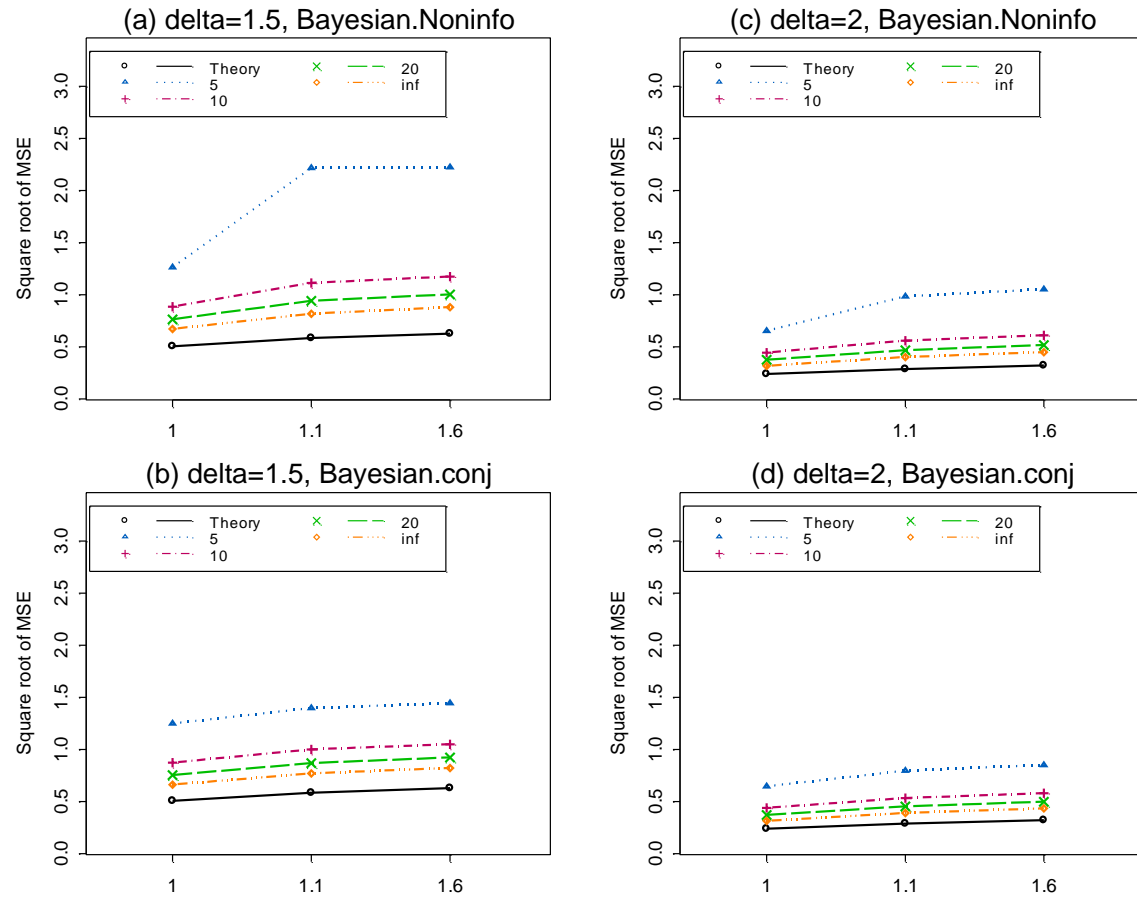 (a) delta=1.5, Bayesian.Noninfo
Theory 20
5 inf
10
Square root of MSE
0.0 0.5 1.0 1.5 2.0 2.5 3.0
1 1.1 1.6
(c) delta=2, Bayesian.Noninfo
Theory 20
5 inf
10
Square root of MSE
0.0 0.5 1.0 1.5 2.0 2.5 3.0
1 1.1 1.6
(b) delta=1.5, Bayesian.conj
Theory 20
5 inf
10
Square root of MSE
0.0 0.5 1.0 1.5 2.0 2.5 3.0
1 1.1 1.6
(d) delta=2, Bayesian.conj
Theory 20
5 inf
10
Square root of MSE
0.0 0.5 1.0 1.5 2.0 2.5 3.0
1 1.1 1.6